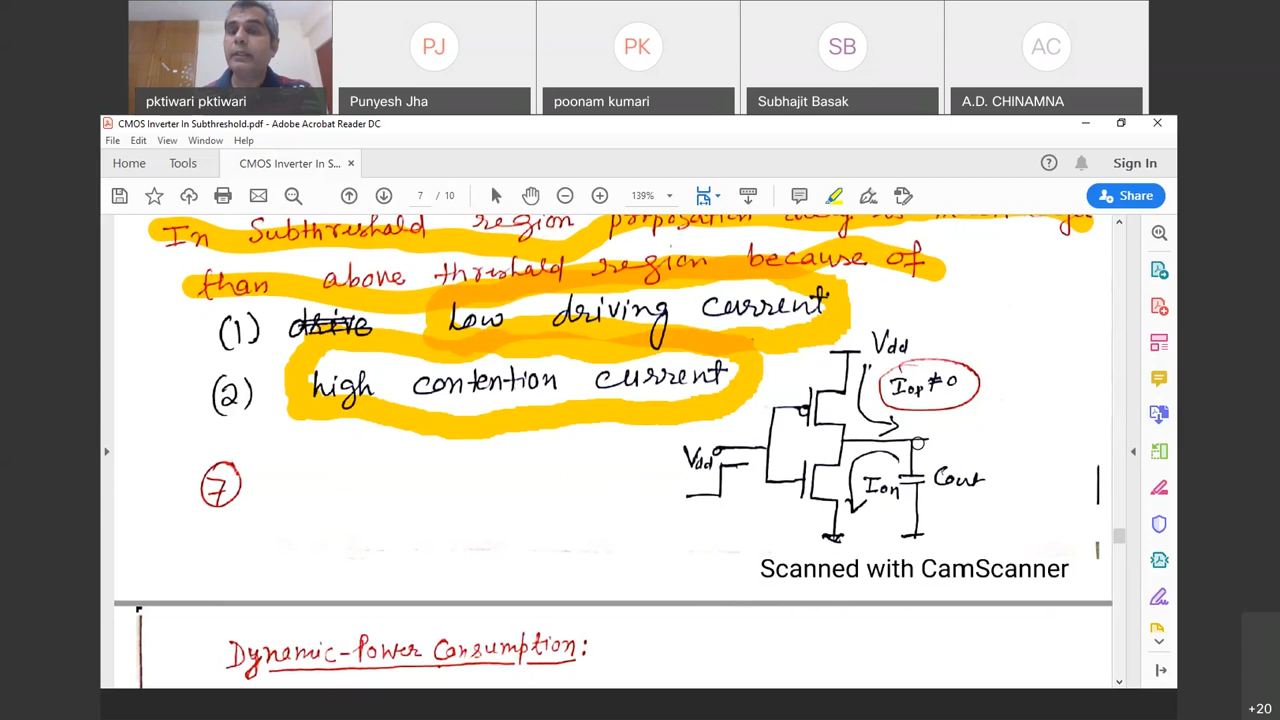 PJ
PK
SB
AC
pktiwari pktiwari
Punyesh Jha
poonam kumari
Subhajit Basak
A.D. CHINAMNA
CMOS Inverter In Subthreshold.pdf - Adobe Acrobat Reader DC
File Edit View Window Help
Home Tools CMOS Inverter In S... × Sign In
7 / 10 139% Share
In Subthreshold region
than above threshold region because of
(1) Low driving current
(2) high contention current
Vdd
Iop ≠ 0
Vdd
Ion Cout
7
Scanned with CamScanner
Dynamic-Power Consumption:
+20